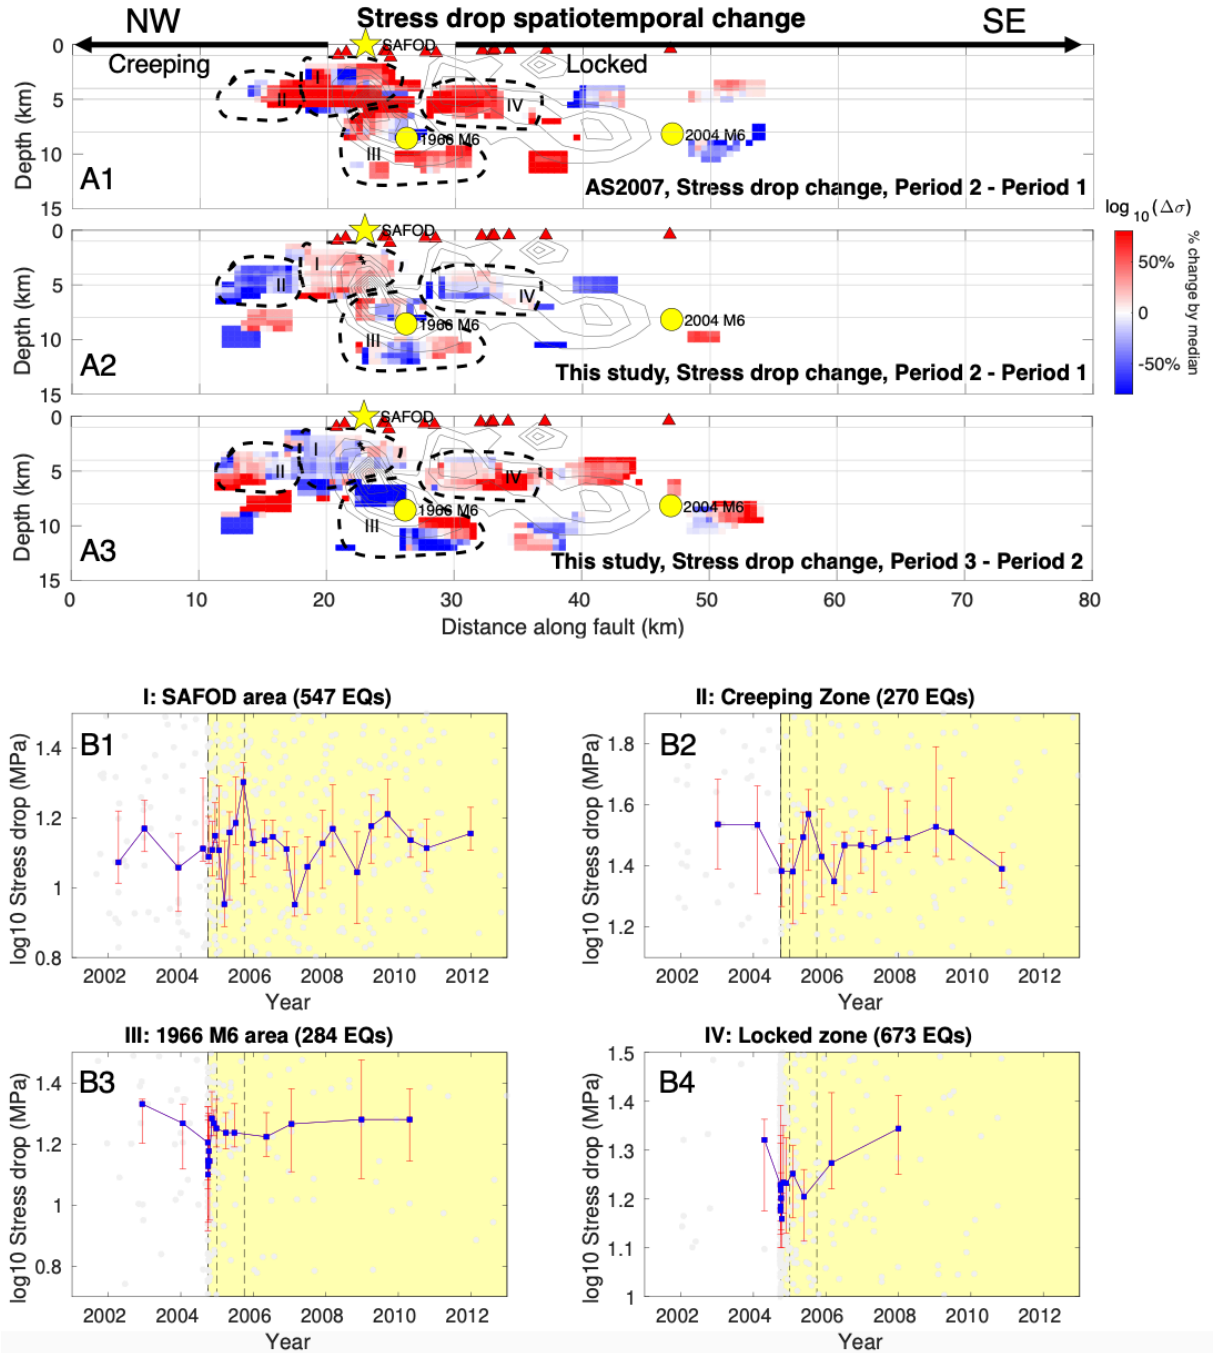 NW
Stress drop spatiotemporal change
SE
SAFOD
Creeping
Locked
I
II
IV
III
1966 M6
2004 M6
A1
AS2007, Stress drop change, Period 2 - Period 1
0
5
10
15
Depth (km)
SAFOD
I
II
IV
III
1966 M6
2004 M6
A2
This study, Stress drop change, Period 2 - Period 1
0
5
10
15
Depth (km)
log10(Δσ)
50%
0
-50%
% change by median
SAFOD
I
II
IV
III
1966 M6
2004 M6
A3
This study, Stress drop change, Period 3 - Period 2
0
5
10
15
Depth (km)
0 10 20 30 40 50 60 70 80
Distance along fault (km)
I: SAFOD area (547 EQs)
B1
1.4
1.2
1
0.8
log10 Stress drop (MPa)
2002 2004 2006 2008 2010 2012
Year
II: Creeping Zone (270 EQs)
B2
1.8
1.6
1.4
1.2
log10 Stress drop (MPa)
2002 2004 2006 2008 2010 2012
Year
III: 1966 M6 area (284 EQs)
B3
1.4
1.2
1
0.8
log10 Stress drop (MPa)
2002 2004 2006 2008 2010 2012
Year
IV: Locked zone (673 EQs)
B4
1.5
1.4
1.3
1.2
1.1
1
log10 Stress drop (MPa)
2002 2004 2006 2008 2010 2012
Year